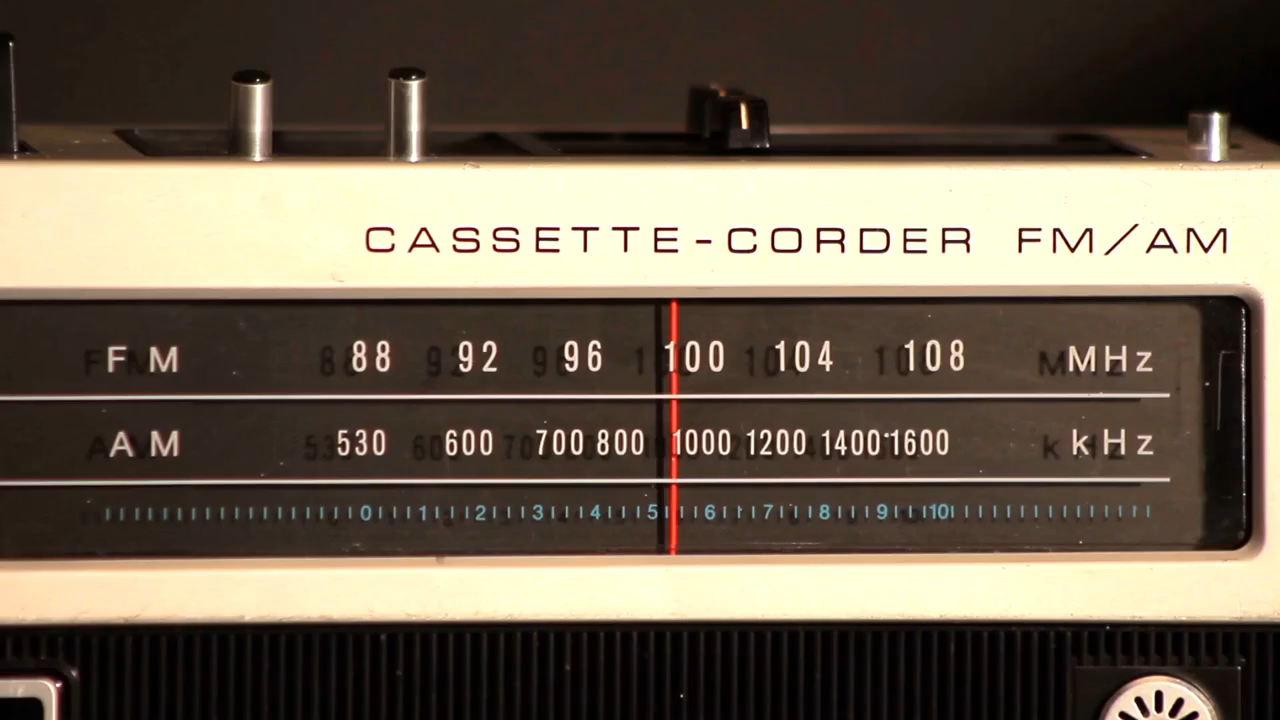 CASSETTE-CORDER FM/AM
FM 88 92 96 100 104 108 MHz
AM 530 600 700 800 1000 1200 1400 1600 kHz
0 1 2 3 4 5 6 7 8 9 10